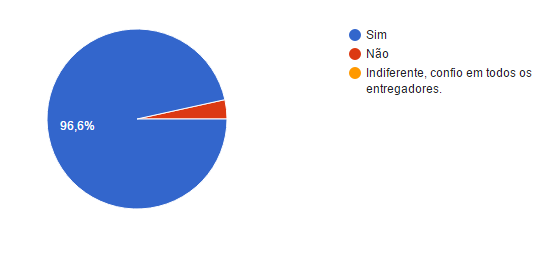 Sim
Não
Indiferente, confio em todos os
entregadores.
96,6%